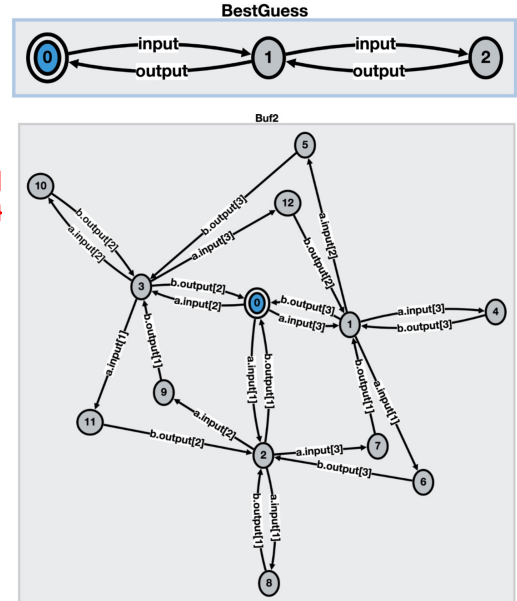 BestGuess
input
input
0
1
2
output
output
Buf2
5
10
12
b.output[2]
a.input[2]
b.output[3]
a.input[3]
a.input[2]
b.output[2]
3
b.output[2]
a.input[2]
0
b.output[3]
a.input[3]
1
a.input[3]
b.output[3]
4
a.input[1]
b.output[1]
a.input[1]
b.output[1]
b.output[1]
a.input[1]
9
11
a.input[2]
b.output[2]
2
a.input[3]
7
b.output[3]
6
b.output[1]
a.input[1]
8